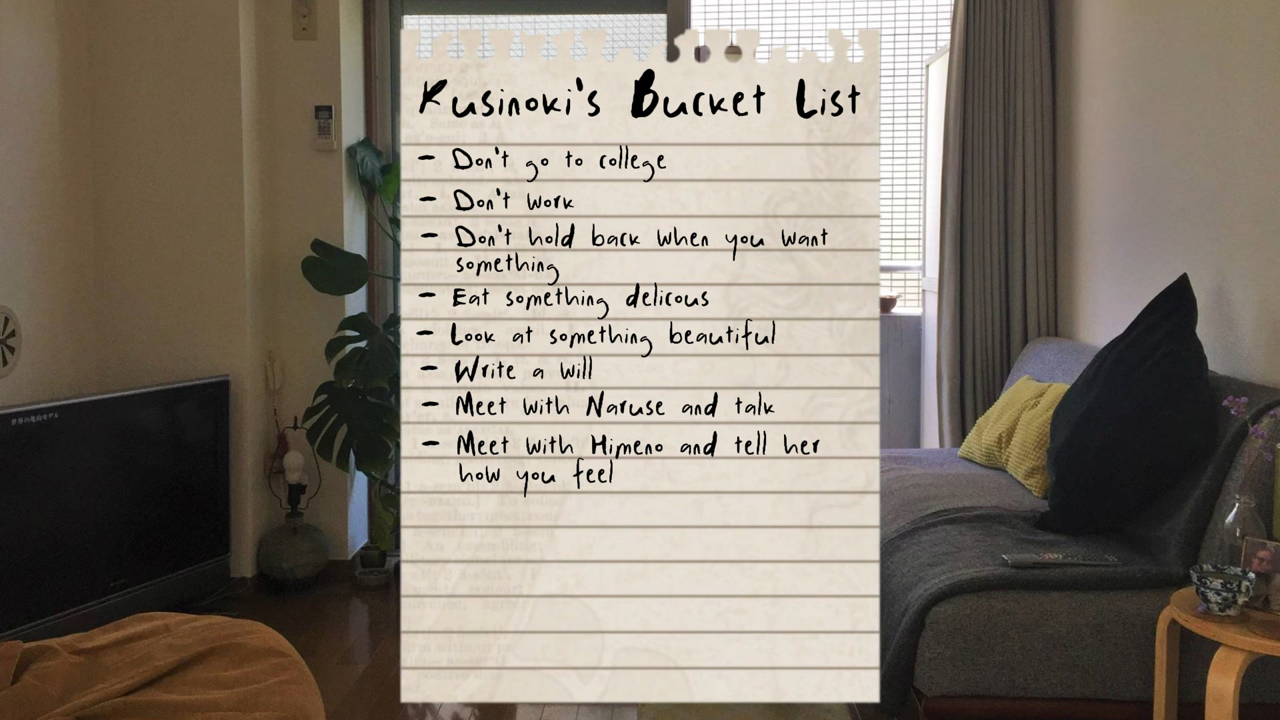 Kusinoki's Bucket List
- Don't go to college
- Don't work
- Don't hold back when you want
something
- Eat something delicous
- Look at something beautiful
- Write a will
- Meet with Naruse and talk
- Meet with Himeno and tell her
how you feel